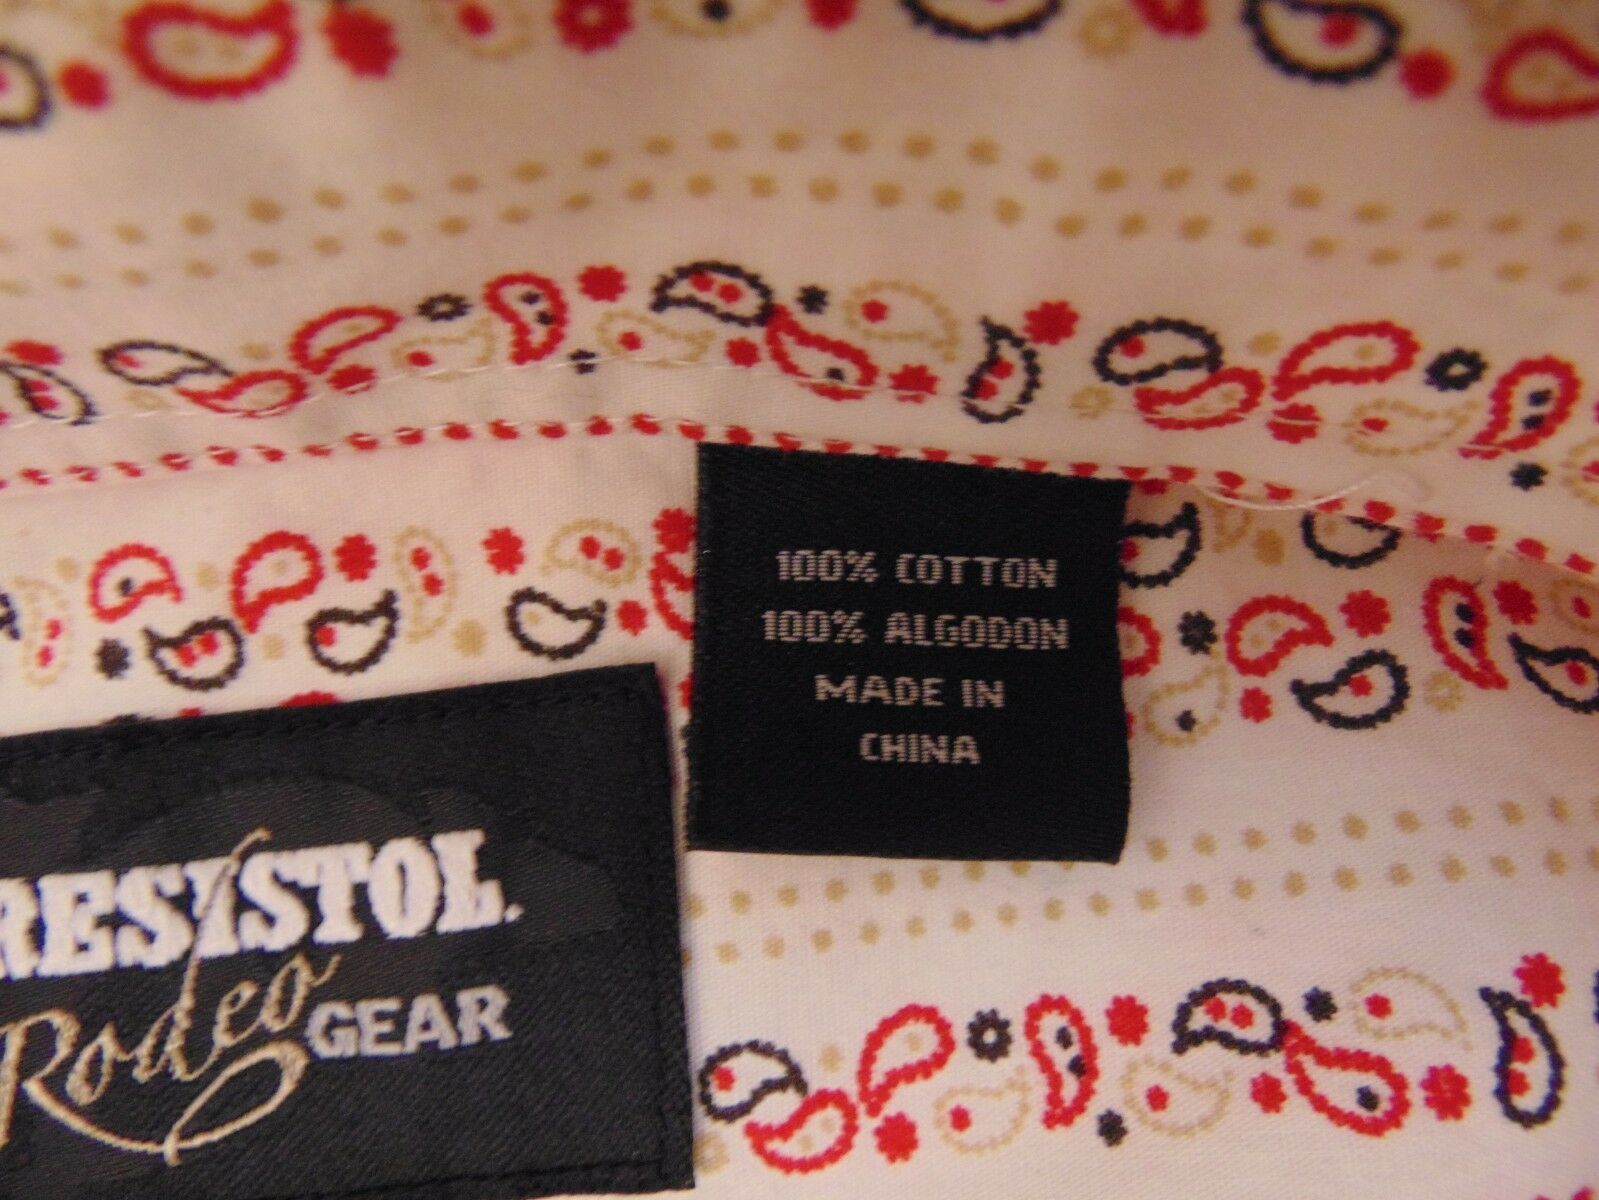 100% COTTON
100% ALGODON
MADE IN
CHINA
RESISTOL.
Rodeo GEAR